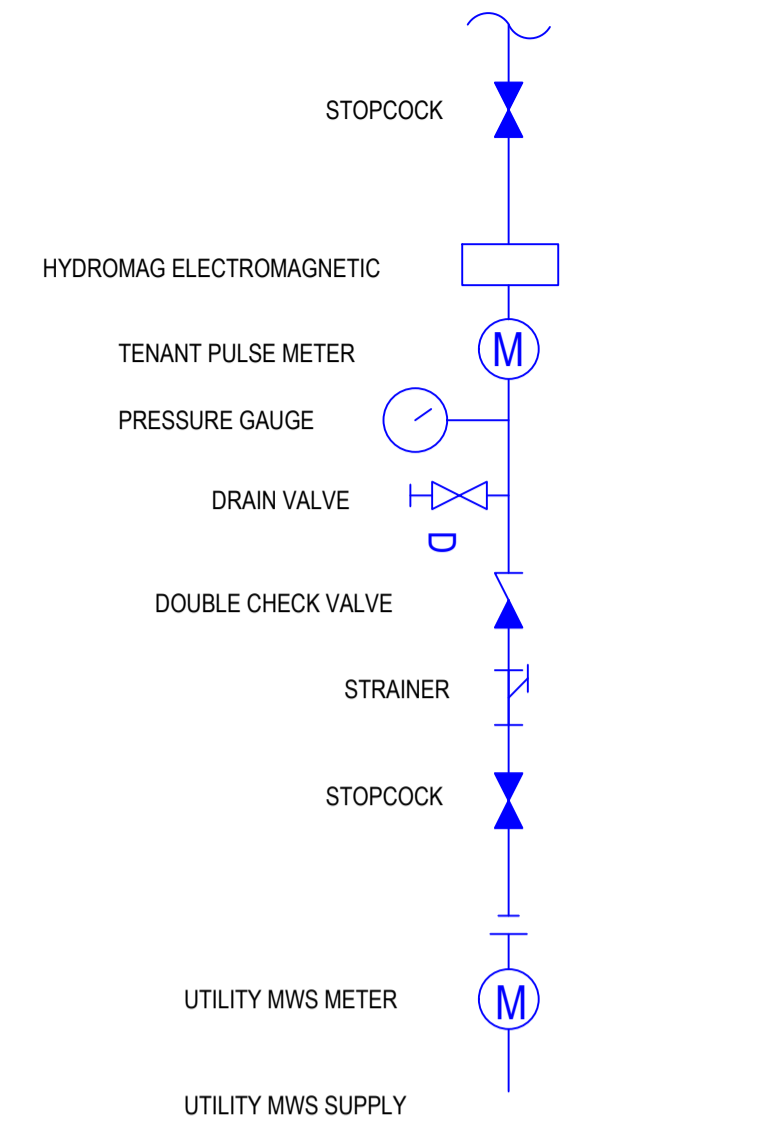 STOPCOCK
HYDROMAG ELECTROMAGNETIC
TENANT PULSE METER
M
PRESSURE GAUGE
DRAIN VALVE
D
DOUBLE CHECK VALVE
STRAINER
STOPCOCK
UTILITY MWS METER
M
UTILITY MWS SUPPLY